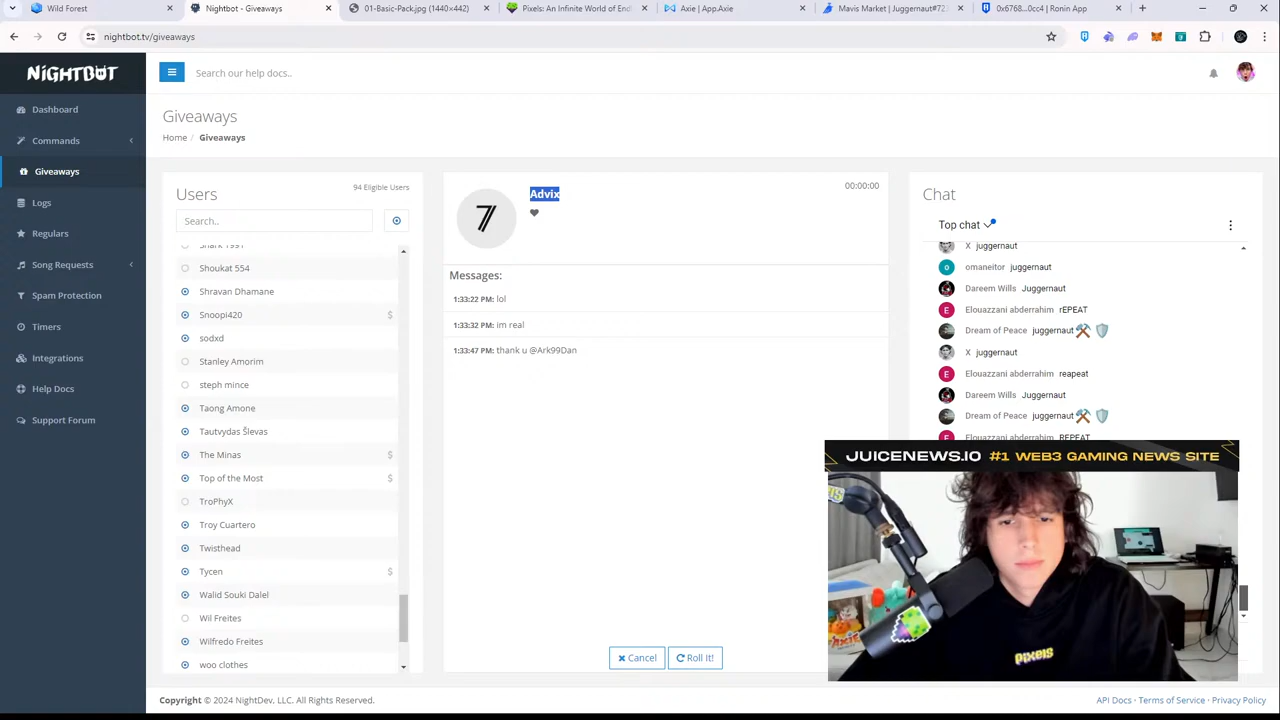 Wild Forest
Nightbot - Giveaways
01-Basic-Pack.jpg (1440×442)
Pixels: An Infinite World of End
Axie | App.Axie
Mavis Market | Juggernaut#72
0x6768...0cc4 | Ronin App
nightbot.tv/giveaways
NiGHTBOT
Search our help docs..
Dashboard
Commands
Giveaways
Logs
Regulars
Song Requests
Spam Protection
Timers
Integrations
Help Docs
Support Forum
Giveaways
Home / Giveaways
Users
94 Eligible Users
Search..
Shark 1991
Shoukat 554
Shravan Dhamane
Snoopi420 $
sodxd
Stanley Amorim
steph mince
Taong Amone
Tautvydas Šlevas
The Minas $
Top of the Most $
TroPhyX
Troy Cuartero
Twisthead
Tycen $
Walid Souki Dalel
Wil Freites
Wilfredo Freites
woo clothes
7
Advix
00:00:00
Messages:
1:33:22 PM: lol
1:33:32 PM: im real
1:33:47 PM: thank u @Ark99Dan
Cancel
Roll It!
Chat
Top chat
X juggernaut
o omaneitor juggernaut
Dareem Wills Juggernaut
E Elouazzani abderrahim rEPEAT
Dream of Peace juggernaut
X juggernaut
E Elouazzani abderrahim reapeat
Dareem Wills Juggernaut
Dream of Peace juggernaut
Elouazzani abderrahim REPEAT
JUICENEWS.IO #1 WEB3 GAMING NEWS SITE
pixels
Copyright © 2024 NightDev, LLC. All Rights Reserved.
API Docs · Terms of Service · Privacy Policy